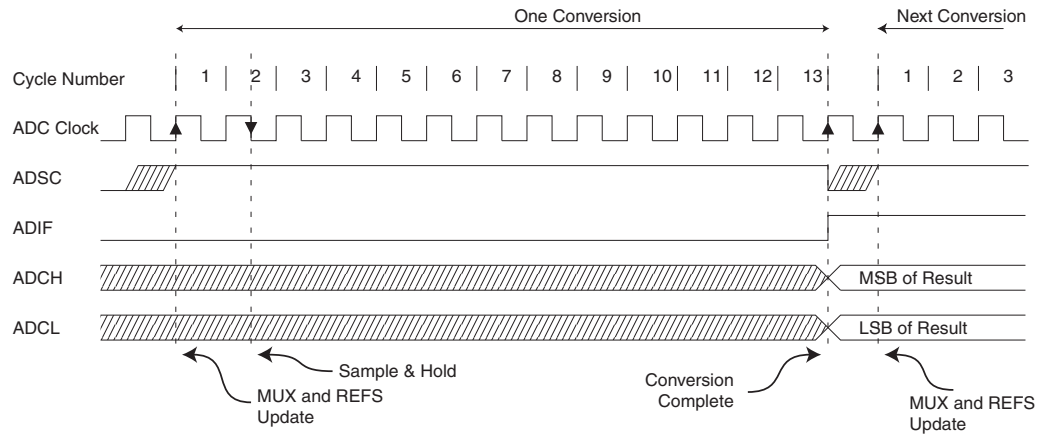 One Conversion
Next Conversion
Cycle Number 1 2 3 4 5 6 7 8 9 10 11 12 13 1 2 3
ADC Clock
ADSC
ADIF
ADCH
MSB of Result
ADCL
LSB of Result
Sample & Hold
MUX and REFS
Update
Conversion
Complete
MUX and REFS
Update